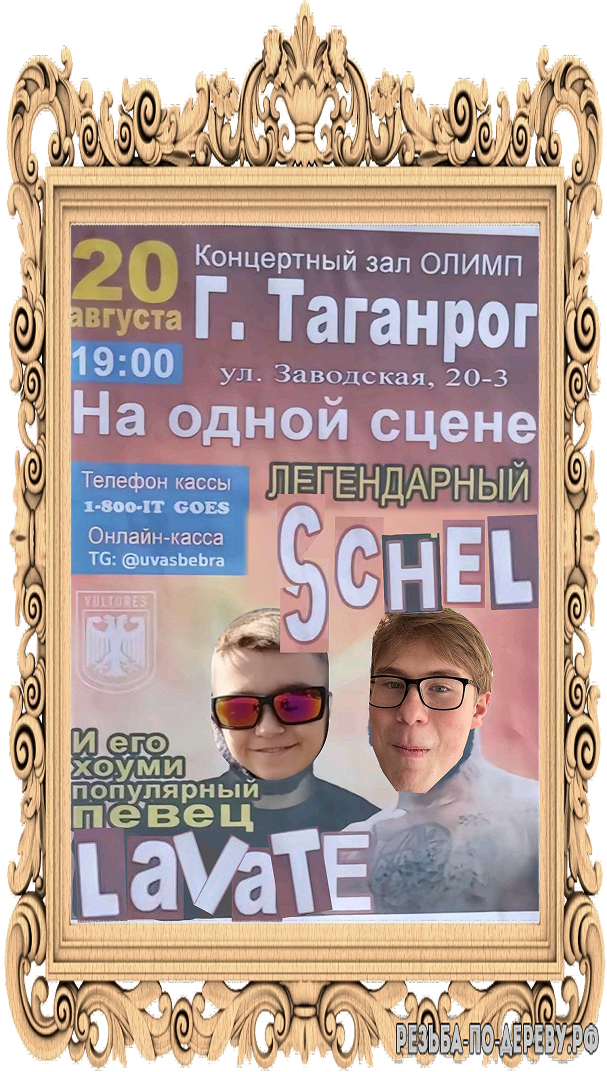 20
августа
19:00
Концертный зал ОЛИМП
Г. Таганрог
ул. Заводская, 20-3
На одной сцене
Телефон кассы
1-800-IT GOES
Онлайн-касса
TG: @uvasbebra
ЛЕГЕНДАРНЫЙ
SCHEL
VULTURES
И его
хоуми
популярный
певец
LaVaTE
РЕЗЬБА-ПО-ДЕРЕВУ.РФ